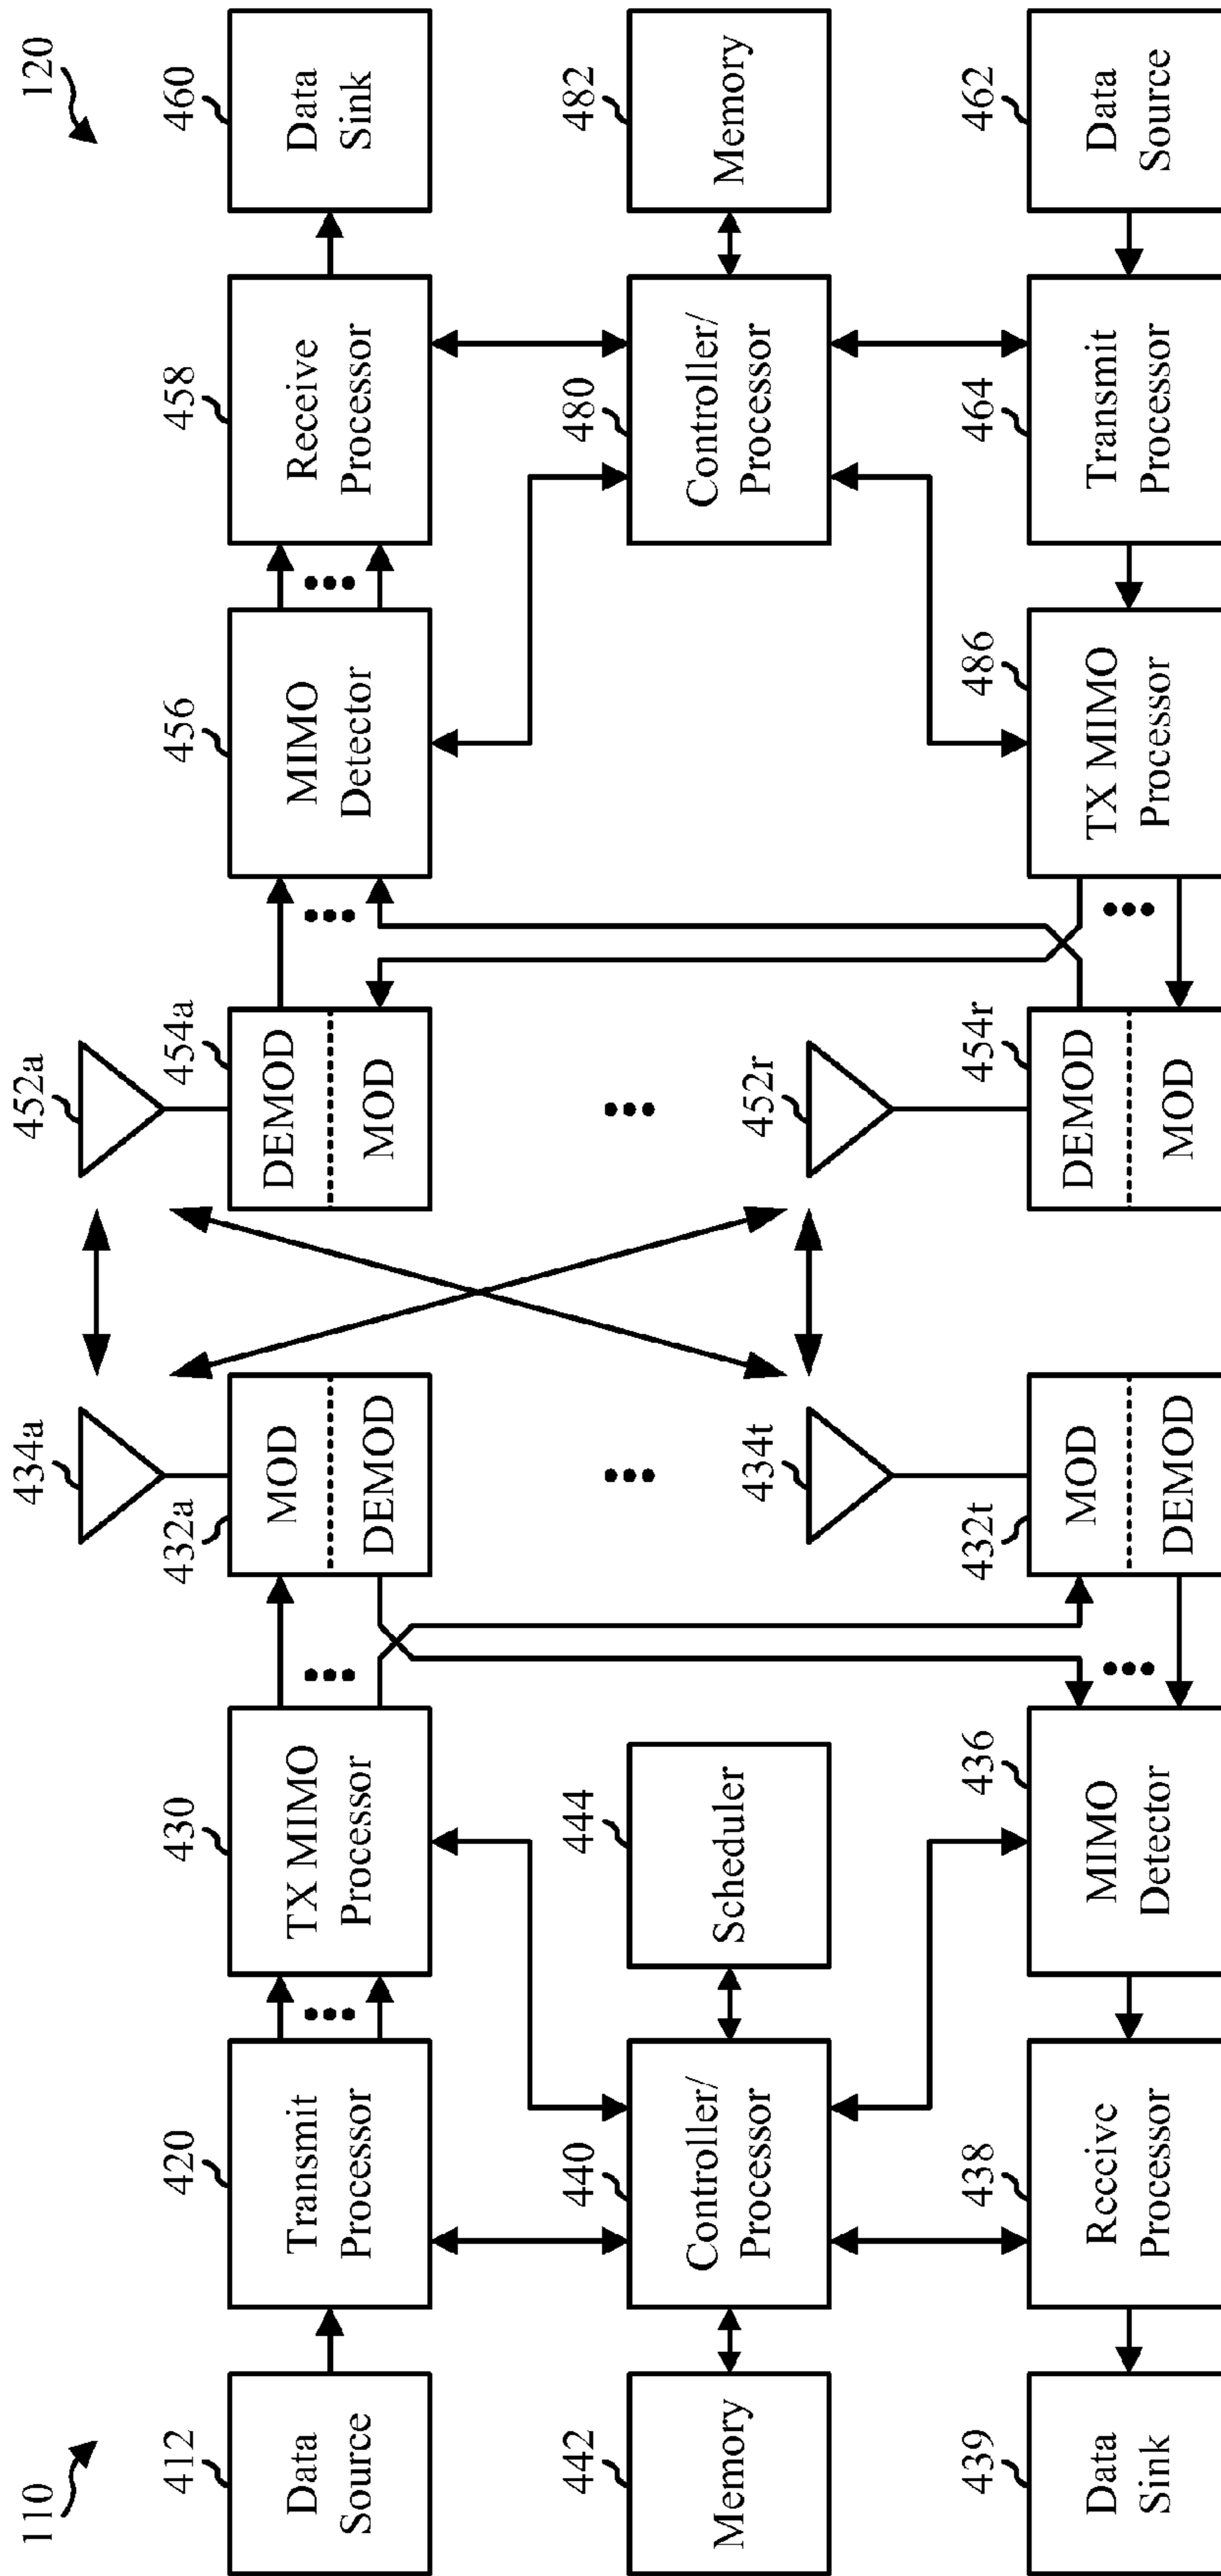 110
120
412
Data
Source
420
Transmit
Processor
430
TX MIMO
Processor
432a
MOD
DEMOD
434a
452a
454a
DEMOD
MOD
456
MIMO
Detector
458
Receive
Processor
460
Data
Sink
442
Memory
440
Controller/
Processor
444
Scheduler
480
Controller/
Processor
482
Memory
439
Data
Sink
438
Receive
Processor
436
MIMO
Detector
432t
MOD
DEMOD
434t
452r
454r
DEMOD
MOD
486
TX MIMO
Processor
464
Transmit
Processor
462
Data
Source